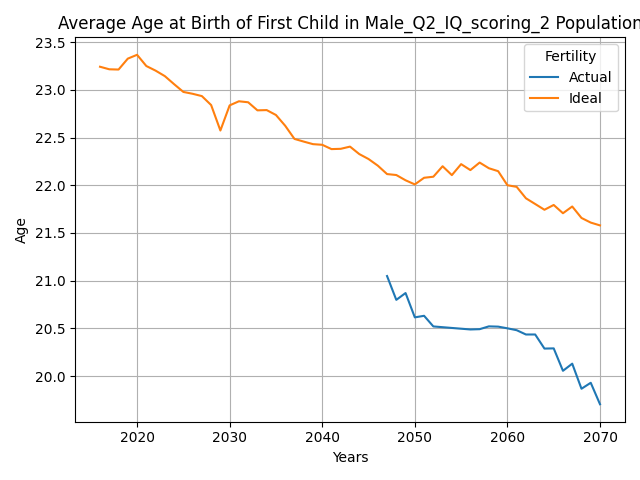 Average Age at Birth of First Child in Male_Q2_IQ_scoring_2 Population
Fertility
Actual
Ideal
23.5
23.0
22.5
22.0
21.5
21.0
20.5
20.0
Age
2020 2030 2040 2050 2060 2070
Years